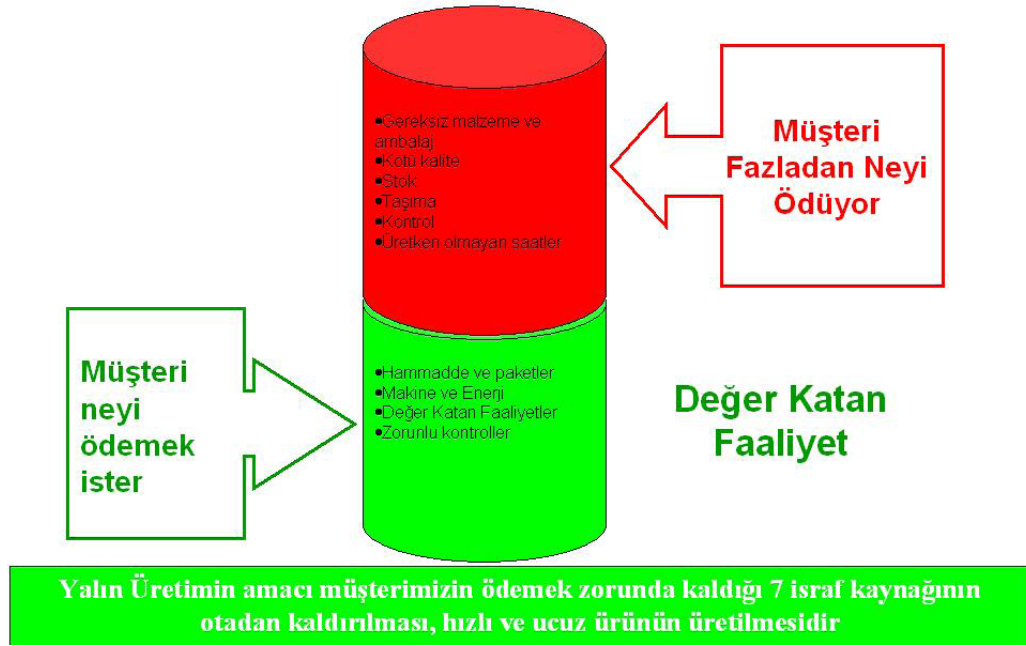 •Gereksiz malzeme ve
ambalaj
•Kötü kalite
•Stok
•Taşıma
•Kontrol
•Üretken olmayan saatler
Müşteri
Fazladan Neyi
Ödüyor
Müşteri
neyi
ödemek
ister
•Hammadde ve paketler
•Makine ve Enerji
•Değer Katan Faaliyetler
•Zorunlu kontroller
Değer Katan
Faaliyet
Yalın Üretimin amacı müşterimizin ödemek zorunda kaldığı 7 israf kaynağının
otadan kaldırılması, hızlı ve ucuz ürünün üretilmesidir